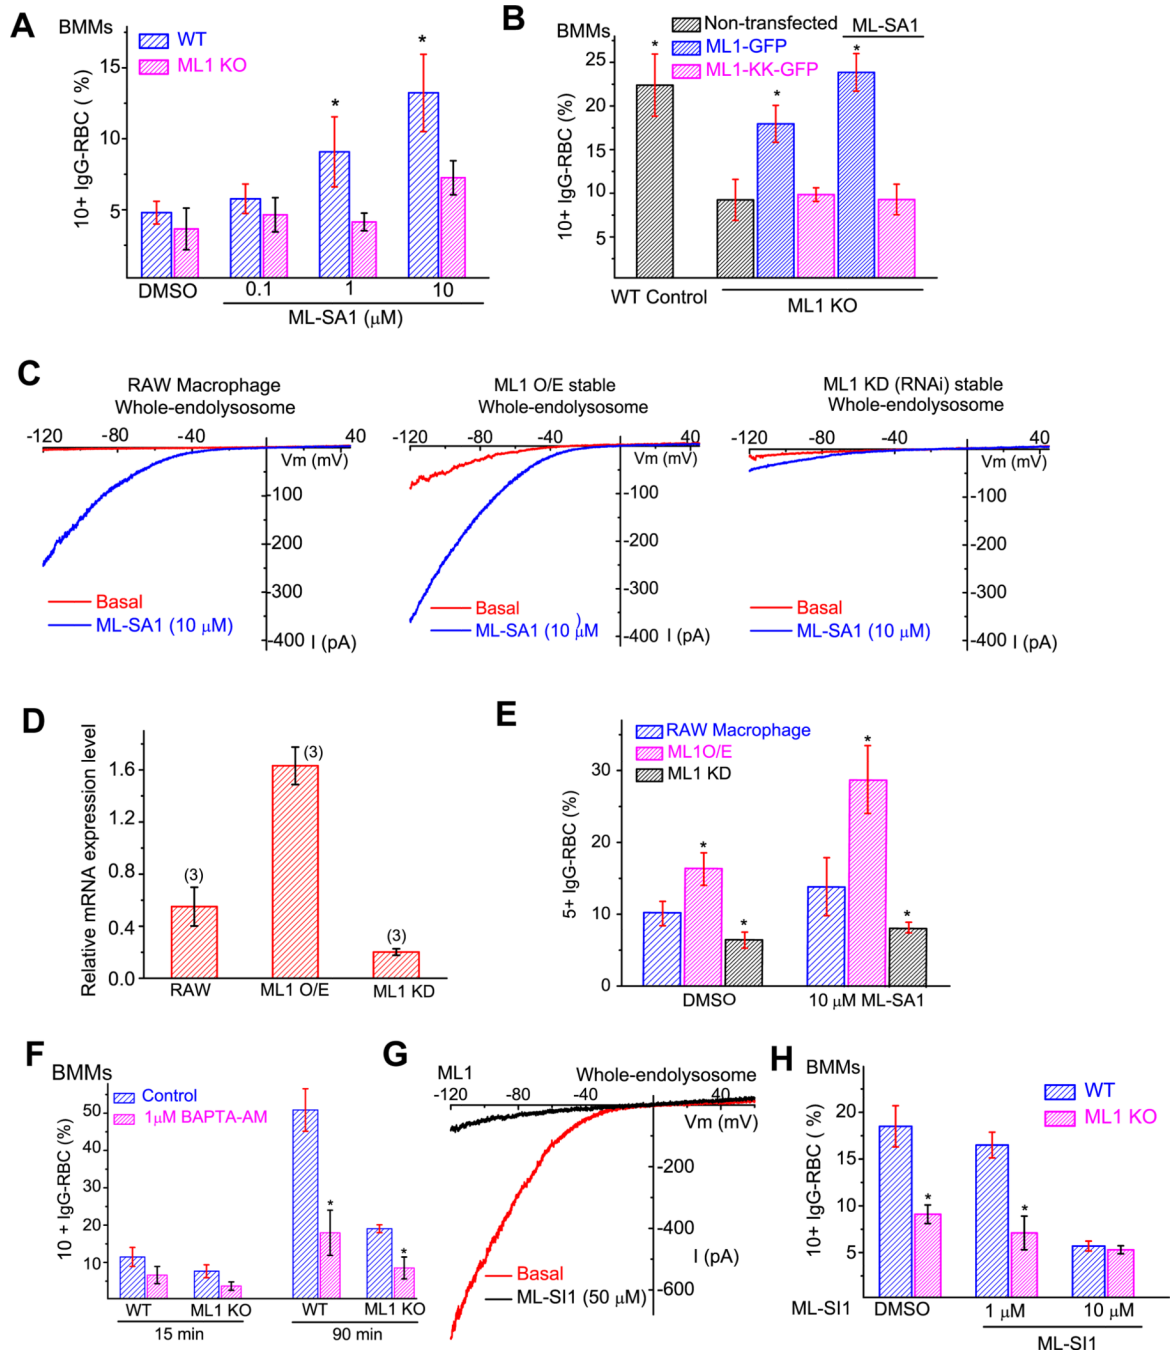 A
BMMs
WT
ML1 KO
10+ IgG-RBC ( %)
15
10
5
*
*
DMSO
0.1
1
10
ML-SA1 (μM)
B
BMMs
Non-transfected
ML1-GFP
ML1-KK-GFP
ML-SA1
10+ IgG-RBC (%)
25
20
15
10
5
*
*
*
WT Control
ML1 KO
C
RAW Macrophage
Whole-endolysosome
-120
-80
-40
0
40
Vm (mV)
-100
-200
-300
-400
I (pA)
Basal
ML-SA1 (10 μM)
ML1 O/E stable
Whole-endolysosome
-120
-80
-40
0
40
Vm (mV)
-100
-200
-300
-400
I (pA)
Basal
ML-SA1 (10 μM)
ML1 KD (RNAi) stable
Whole-endolysosome
-120
-80
-40
0
40
Vm (mV)
-100
-200
-300
-400
I (pA)
Basal
ML-SA1 (10 μM)
D
Relative mRNA expression level
1.6
1.2
0.8
0.4
0.0
(3)
(3)
(3)
RAW
ML1 O/E
ML1 KD
E
RAW Macrophage
ML1O/E
ML1 KD
5+ IgG-RBC (%)
30
20
10
0
*
*
*
*
DMSO
10 μM ML-SA1
F
BMMs
Control
1μM BAPTA-AM
10 + IgG-RBC (%)
50
40
30
20
10
*
*
WT
ML1 KO
WT
ML1 KO
15 min
90 min
G
ML1
Whole-endolysosome
-120
-80
-40
0
Vm (mV)
-200
-400
-600
I (pA)
Basal
ML-SI1 (50 μM)
H
BMMs
WT
ML1 KO
10+ IgG-RBC ( %)
20
15
10
5
*
*
ML-SI1
DMSO
1 μM
10 μM
ML-SI1